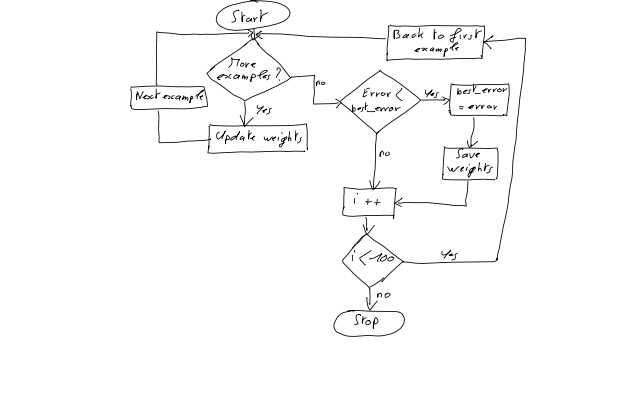 Start
Back to first
example
More
examples?
no
Error <
best_error
Yes
best_error
= error
Next example
Yes
Update weights
no
Save
weights
i ++
i < 100
Yes
no
Stop